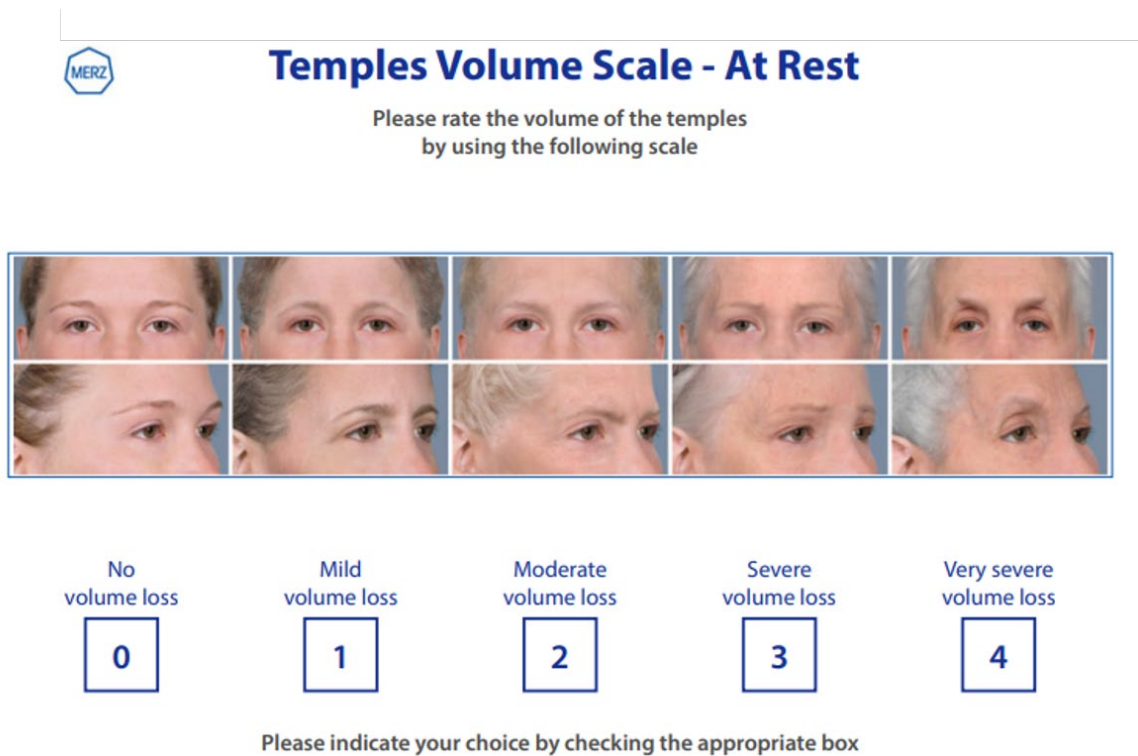 MERZ
Temples Volume Scale - At Rest
Please rate the volume of the temples
by using the following scale
No
volume loss
0
Mild
volume loss
1
Moderate
volume loss
2
Severe
volume loss
3
Very severe
volume loss
4
Please indicate your choice by checking the appropriate box